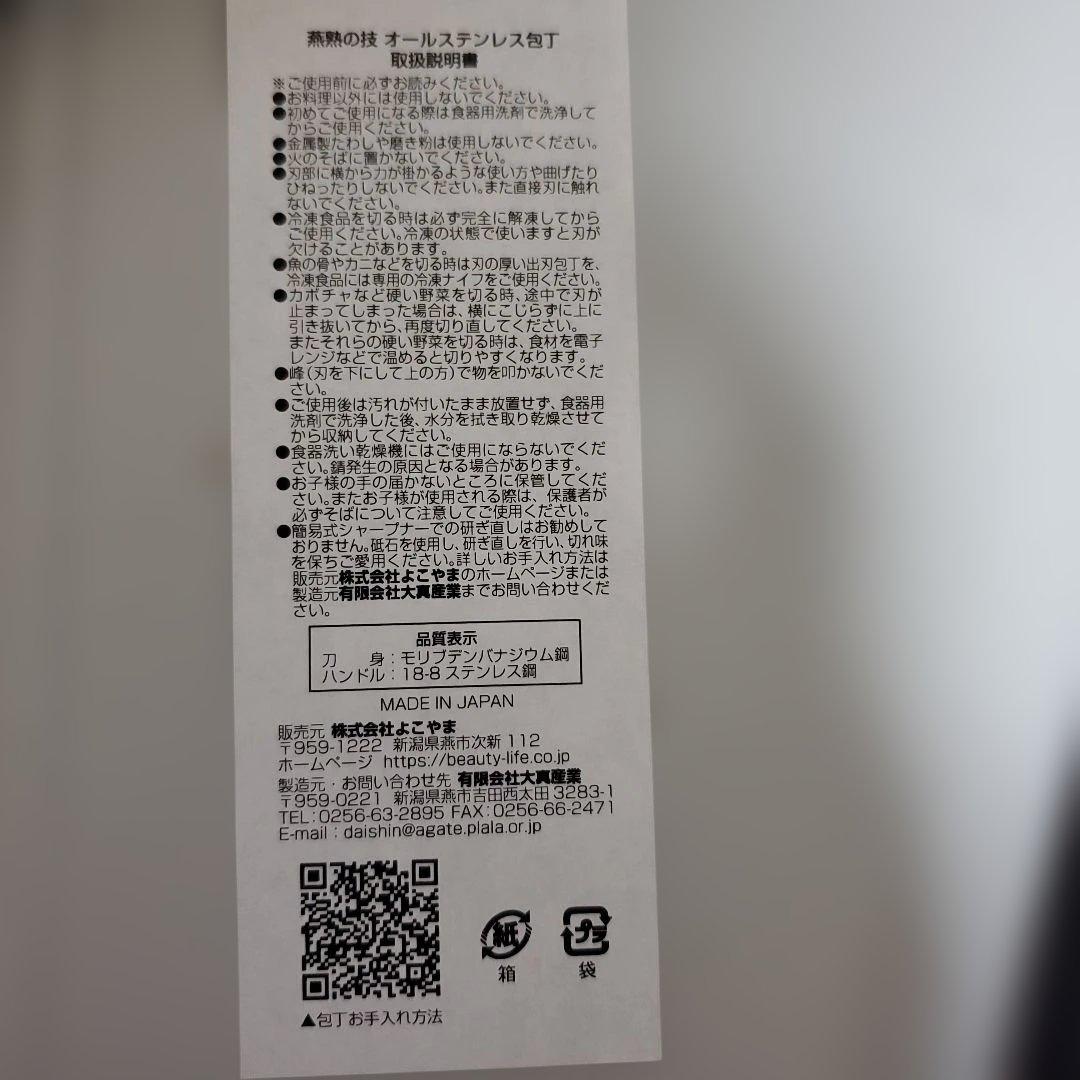 燕熟の技 オールステンレス包丁
取扱説明書
※ご使用前に必ずお読みください。
●お料理以外には使用しないでください。
●初めてご使用になる際は食器用洗剤で洗浄して
からご使用ください。
●金属製たわしや磨き粉は使用しないでください。
●火のそばに置かないでください。
●刃部に横から力が掛かるような使い方や曲げたり
ひねったりしないでください。また直接刃に触れ
ないでください。
●冷凍食品を切る時は必ず完全に解凍してから
ご使用ください。冷凍の状態で使いますと刃が
欠けることがあります。
●魚の骨やカニなどを切る時は刃の厚い出刃包丁を、
冷凍食品には専用の冷凍ナイフをご使用ください。
●カボチャなど硬い野菜を切る時、途中で刃が
止まってしまった場合は、横にこじらずに上に
引き抜いてから、再度切り直してください。
またそれらの硬い野菜を切る時は、食材を電子
レンジなどで温めると切りやすくなります。
●峰（刃を下にして上の方）で物を叩かないでくだ
さい。
●ご使用後は汚れが付いたまま放置せず、食器用
洗剤で洗浄した後、水分を拭き取り乾燥させて
から収納してください。
●食器洗い乾燥機にはご使用にならないでくだ
さい。錆発生の原因となる場合があります。
●お子様の手の届かないところに保管してくだ
さい。またお子様が使用される際は、保護者が
必ずそばについて注意してご使用ください。
●簡易式シャープナーでの研ぎ直しはお勧めして
おりません。砥石を使用し、研ぎ直しを行い、切れ味
を保ちご愛用ください。詳しいお手入れ方法は
販売元株式会社よこやまのホームページまたは
製造元有限会社大真産業までお問い合わせくだ
さい。
品質表示
刀 身：モリブデンバナジウム鋼
ハンドル：18-8 ステンレス鋼
MADE IN JAPAN
販売元 株式会社よこやま
〒959-1222 新潟県燕市次新 112
ホームページ https://beauty-life.co.jp
製造元・お問い合わせ先 有限会社大真産業
〒959-0221 新潟県燕市吉田西太田 3283-1
TEL：0256-63-2895 FAX：0256-66-2471
E-mail：daishin@agate.plala.or.jp
紙
箱
プラ
袋
▲包丁お手入れ方法